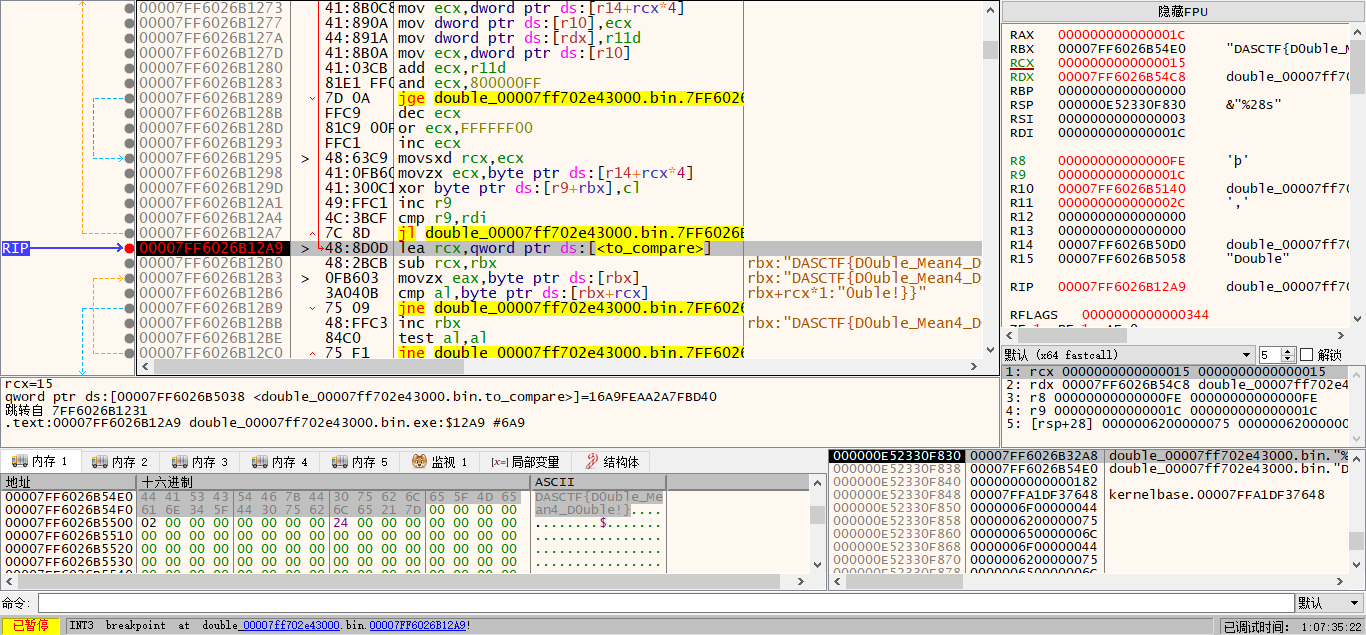 00007FF6026B1273 41:8B0C8 mov ecx,dword ptr ds:[r14+rcx*4]
00007FF6026B1277 41:890A mov dword ptr ds:[r10],ecx
00007FF6026B127A 44:891A mov dword ptr ds:[rdx],r11d
00007FF6026B127D 41:8B0A mov ecx,dword ptr ds:[r10]
00007FF6026B1280 41:03CB add ecx,r11d
00007FF6026B1283 81E1 FF0 and ecx,800000FF
00007FF6026B1289 7D 0A jge double_00007ff702e43000.bin.7FF6026
00007FF6026B128B FFC9 dec ecx
00007FF6026B128D 81C9 00F or ecx,FFFFFF00
00007FF6026B1293 FFC1 inc ecx
00007FF6026B1295 > 48:63C9 movsxd rcx,ecx
00007FF6026B1298 41:0FB60 movzx ecx,byte ptr ds:[r14+rcx*4]
00007FF6026B129D 41:300C1 xor byte ptr ds:[r9+rbx],cl
00007FF6026B12A1 49:FFC1 inc r9
00007FF6026B12A4 4C:3BCF cmp r9,rdi
00007FF6026B12A7 7C 8D jl double_00007ff702e43000.bin.7FF6026
RIP 00007FF6026B12A9 > 48:8D0D lea rcx,qword ptr ds:[<to_compare>]
00007FF6026B12B0 48:2BCB sub rcx,rbx rbx:"DASCTF{D0uble_Mean4_D
00007FF6026B12B3 > 0FB603 movzx eax,byte ptr ds:[rbx] rbx:"DASCTF{D0uble_Mean4_D
00007FF6026B12B6 3A040B cmp al,byte ptr ds:[rbx+rcx] rbx+rcx*1:"0uble!}}"
00007FF6026B12B9 75 09 jne double_00007ff702e43000.bin.7FF6026
00007FF6026B12BB 48:FFC3 inc rbx rbx:"DASCTF{D0uble_Mean4_D
00007FF6026B12BE 84C0 test al,al
00007FF6026B12C0 75 F1 jne double_00007ff702e43000.bin.7FF6026
隐藏FPU
RAX 000000000000001C
RBX 00007FF6026B54E0 "DASCTF{D0uble_M
RCX 0000000000000015
RDX 00007FF6026B54C8 double_00007ff70
RBP 0000000000000000
RSP 000000E52330F830 &"%28s"
RSI 0000000000000003
RDI 000000000000001C
R8 00000000000000FE 'þ'
R9 000000000000001C
R10 00007FF6026B5140 double_00007ff70
R11 000000000000002C ','
R12 0000000000000000
R13 0000000000000000
R14 00007FF6026B50D0 double_00007ff70
R15 00007FF6026B5058 "Double"
RIP 00007FF6026B12A9 double_00007ff70
RFLAGS 0000000000000344
默认 (x64 fastcall) 5 解锁
1: rcx 0000000000000015 0000000000000015
2: rdx 00007FF6026B54C8 double_00007ff702e4
3: r8 00000000000000FE 00000000000000FE
4: r9 000000000000001C 000000000000001C
5: [rsp+28] 0000006200000075 0000006200000
rcx=15
qword ptr ds:[00007FF6026B5038 <double_00007ff702e43000.bin.to_compare>]=16A9FEAA2A7FBD40
跳转自 7FF6026B1231
.text:00007FF6026B12A9 double_00007ff702e43000.bin.exe:$12A9 #6A9
内存 1 内存 2 内存 3 内存 4 内存 5 监视 1 [x=] 局部变量 结构体
地址 十六进制 ASCII
00007FF6026B54E0 44 41 53 43 54 46 7B 44 30 75 62 6C 65 5F 4D 65 DASCTF{D0uble_Me
00007FF6026B54F0 61 6E 34 5F 44 30 75 62 6C 65 21 7D 00 00 00 00 an4_D0uble!}....
00007FF6026B5500 02 00 00 00 00 00 00 00 24 00 00 00 00 00 00 00 ........$.......
00007FF6026B5510 00 00 00 00 00 00 00 00 00 00 00 00 00 00 00 00 ................
00007FF6026B5520 00 00 00 00 00 00 00 00 00 00 00 00 00 00 00 00 ................
00007FF6026B5530 00 00 00 00 00 00 00 00 00 00 00 00 00 00 00 00 ................
000000E52330F830 00007FF6026B32A8 double_00007ff702e43000.bin."%
000000E52330F838 00007FF6026B54E0 double_00007ff702e43000.bin."D
000000E52330F840 0000000000000182
000000E52330F848 00007FFA1DF37648 kernelbase.00007FFA1DF37648
000000E52330F850 0000006F00000044
000000E52330F858 0000006200000075
000000E52330F860 000000650000006C
000000E52330F868 0000006F00000044
000000E52330F870 0000006200000075
000000E52330F878 000000650000006C
命令: 默认
已暂停 INT3 breakpoint at double_00007ff702e43000.bin.00007FF6026B12A9! 已调试时间: 1:07:35:22